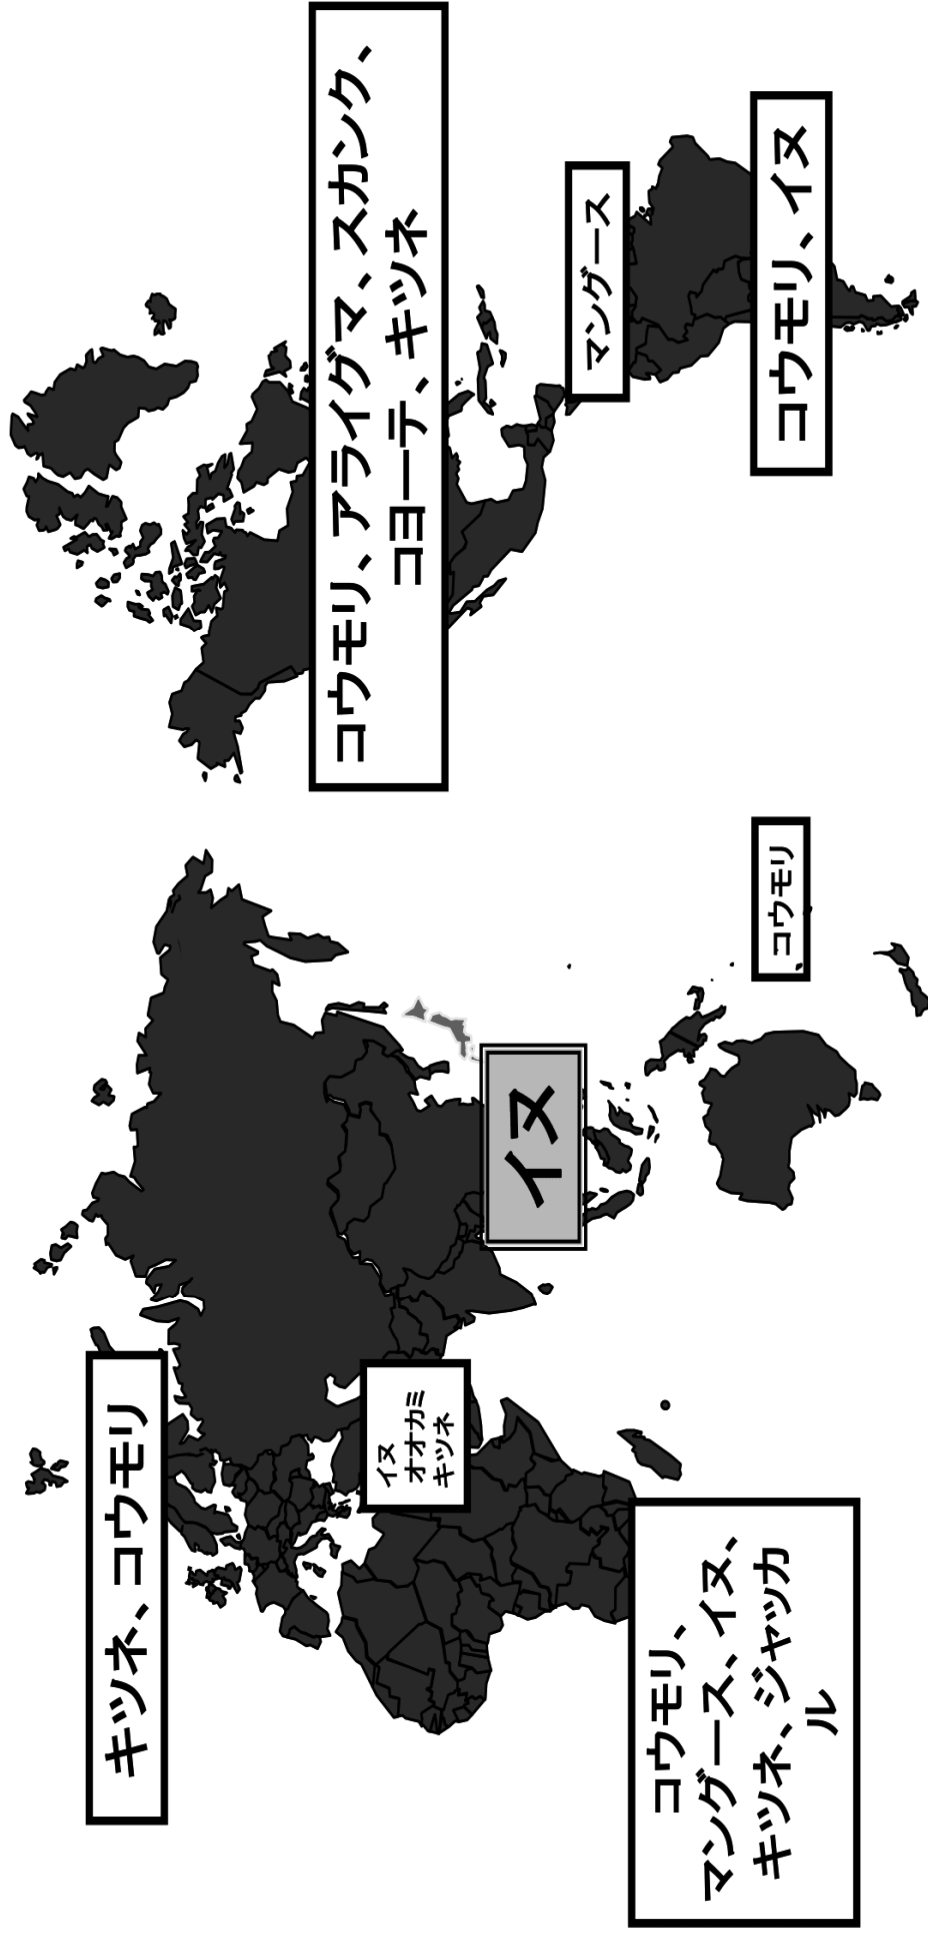 キツネ、コウモリ
コウモリ、アライグマ、スカンク、
コヨーテ、キツネ
イヌ
オオカミ
キツネ
イヌ
マングース
コウモリ、
マングース、イヌ、
キツネ、ジャッカ
ル
コウモリ
コウモリ、イヌ